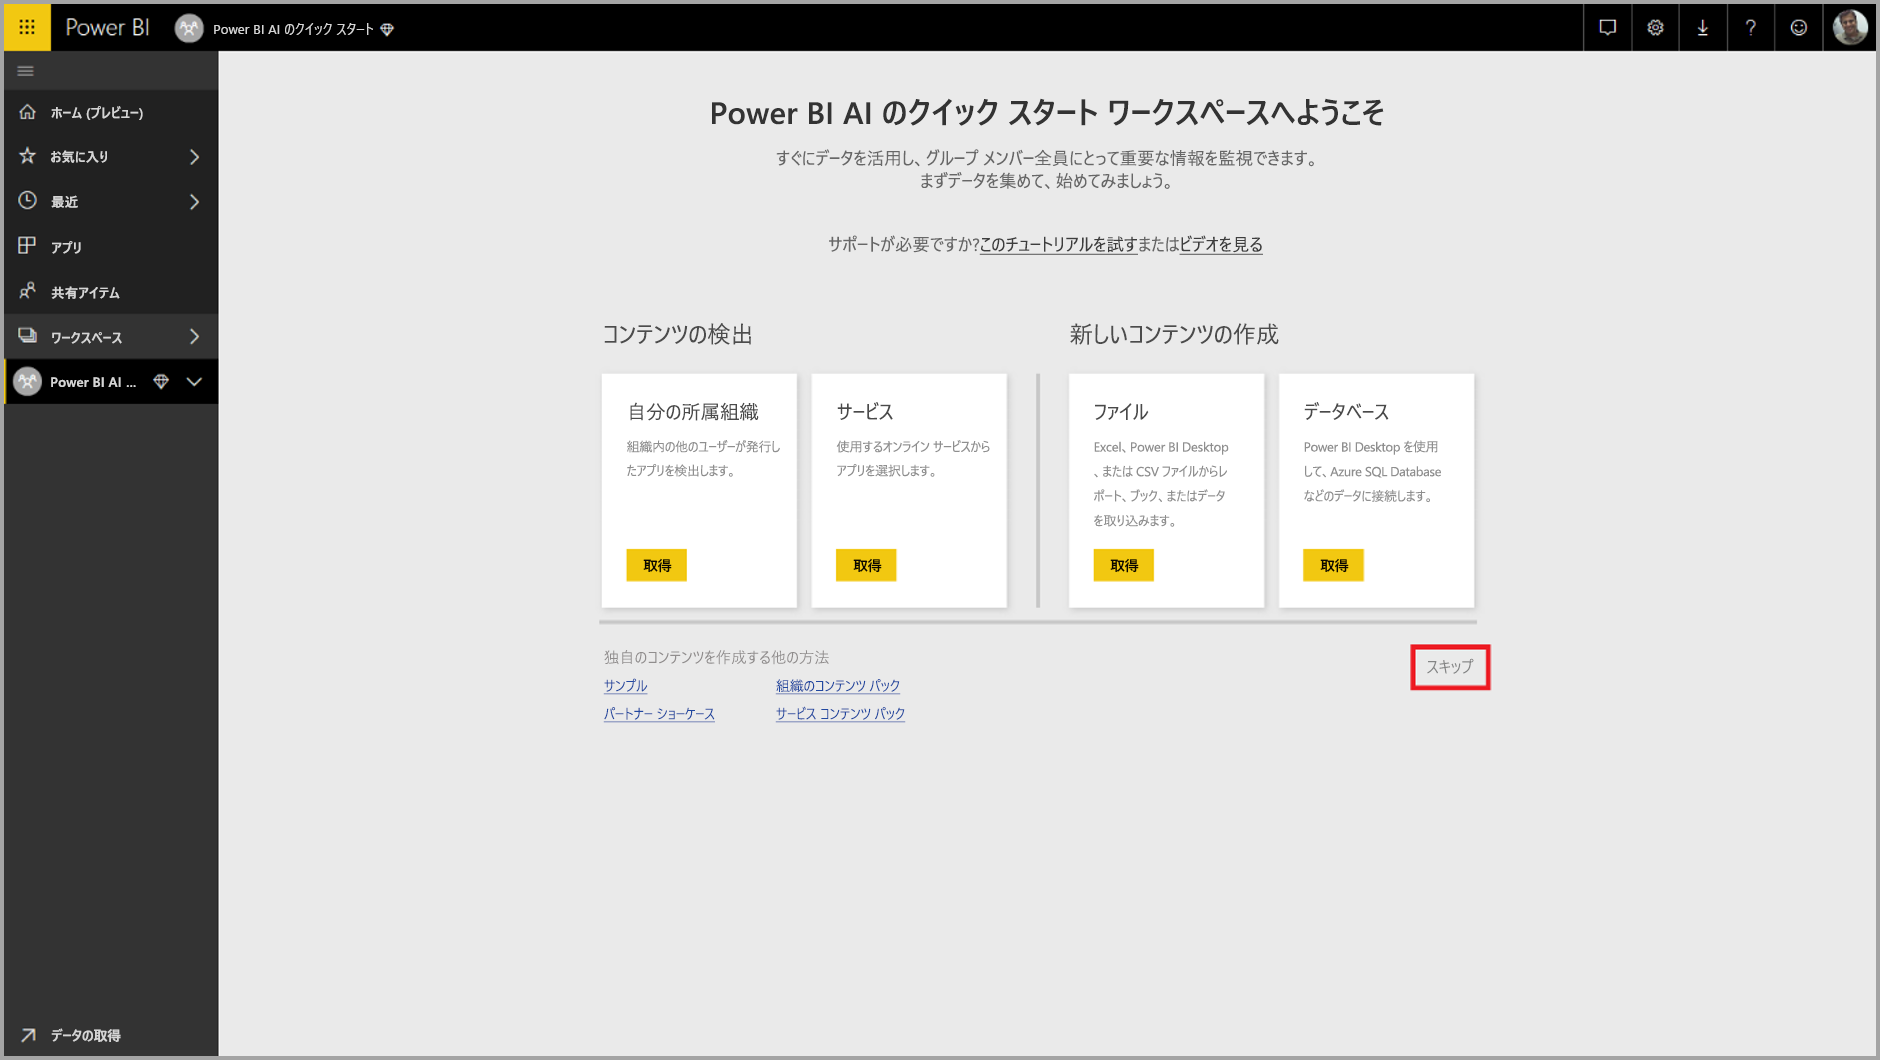 Power BI
Power BI AI のクイック スタート
ホーム (プレビュー)
お気に入り
最近
アプリ
共有アイテム
ワークスペース
Power BI AI ...
データの取得
Power BI AI のクイック スタート ワークスペースへようこそ
すぐにデータを活用し、グループ メンバー全員にとって重要な情報を監視できます。
まずデータを集めて、始めてみましょう。
サポートが必要ですか?このチュートリアルを試すまたはビデオを見る
コンテンツの検出
自分の所属組織
組織内の他のユーザーが発行し
たアプリを検出します。
取得
サービス
使用するオンライン サービスから
アプリを選択します。
取得
新しいコンテンツの作成
ファイル
Excel、Power BI Desktop
、または CSV ファイルからレ
ポート、ブック、またはデータ
を取り込みます。
取得
データベース
Power BI Desktop を使用
して、Azure SQL Database
などのデータに接続します。
取得
独自のコンテンツを作成する他の方法
サンプル
組織のコンテンツ パック
パートナー ショーケース
サービス コンテンツ パック
スキップ